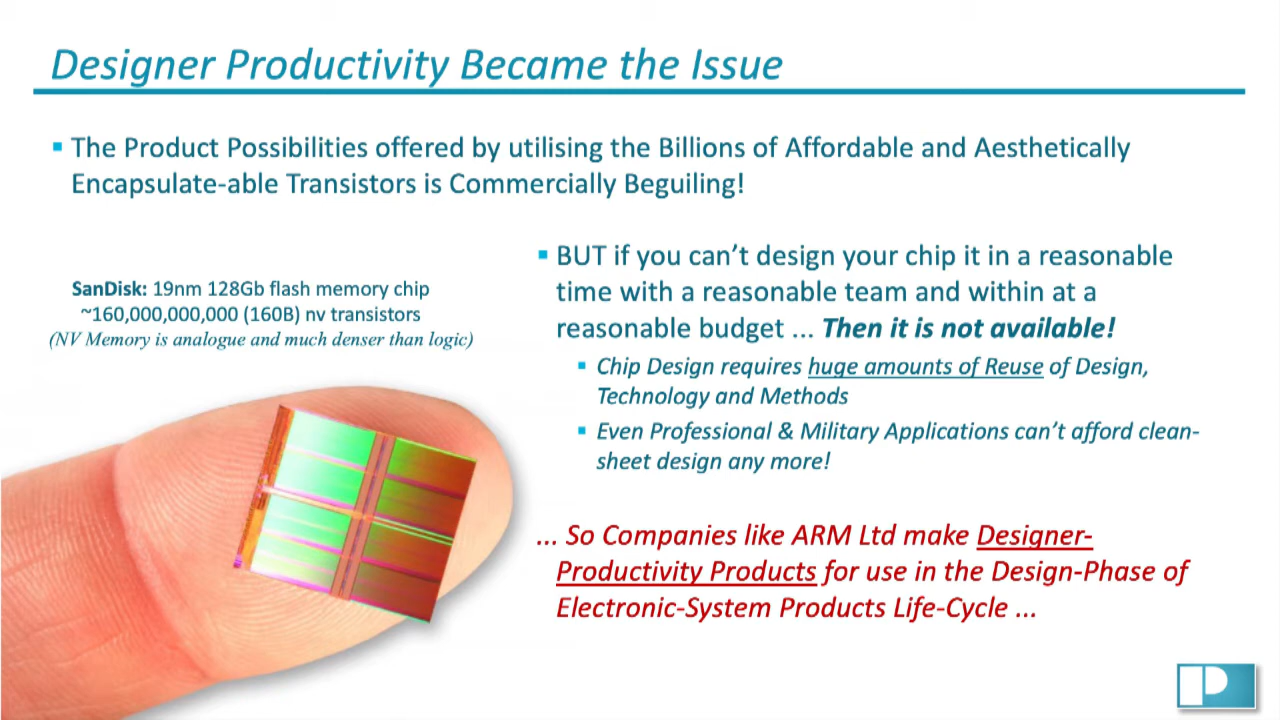 Designer Productivity Became the Issue
▪ The Product Possibilities offered by utilising the Billions of Affordable and Aesthetically
Encapsulate-able Transistors is Commercially Beguiling!
SanDisk: 19nm 128Gb flash memory chip
~160,000,000,000 (160B) nv transistors
(NV Memory is analogue and much denser than logic)
▪ BUT if you can’t design your chip it in a reasonable
time with a reasonable team and within at a
reasonable budget ... Then it is not available!
▪ Chip Design requires huge amounts of Reuse of Design,
Technology and Methods
▪ Even Professional & Military Applications can’t afford clean-
sheet design any more!
... So Companies like ARM Ltd make Designer-
Productivity Products for use in the Design-Phase of
Electronic-System Products Life-Cycle ...